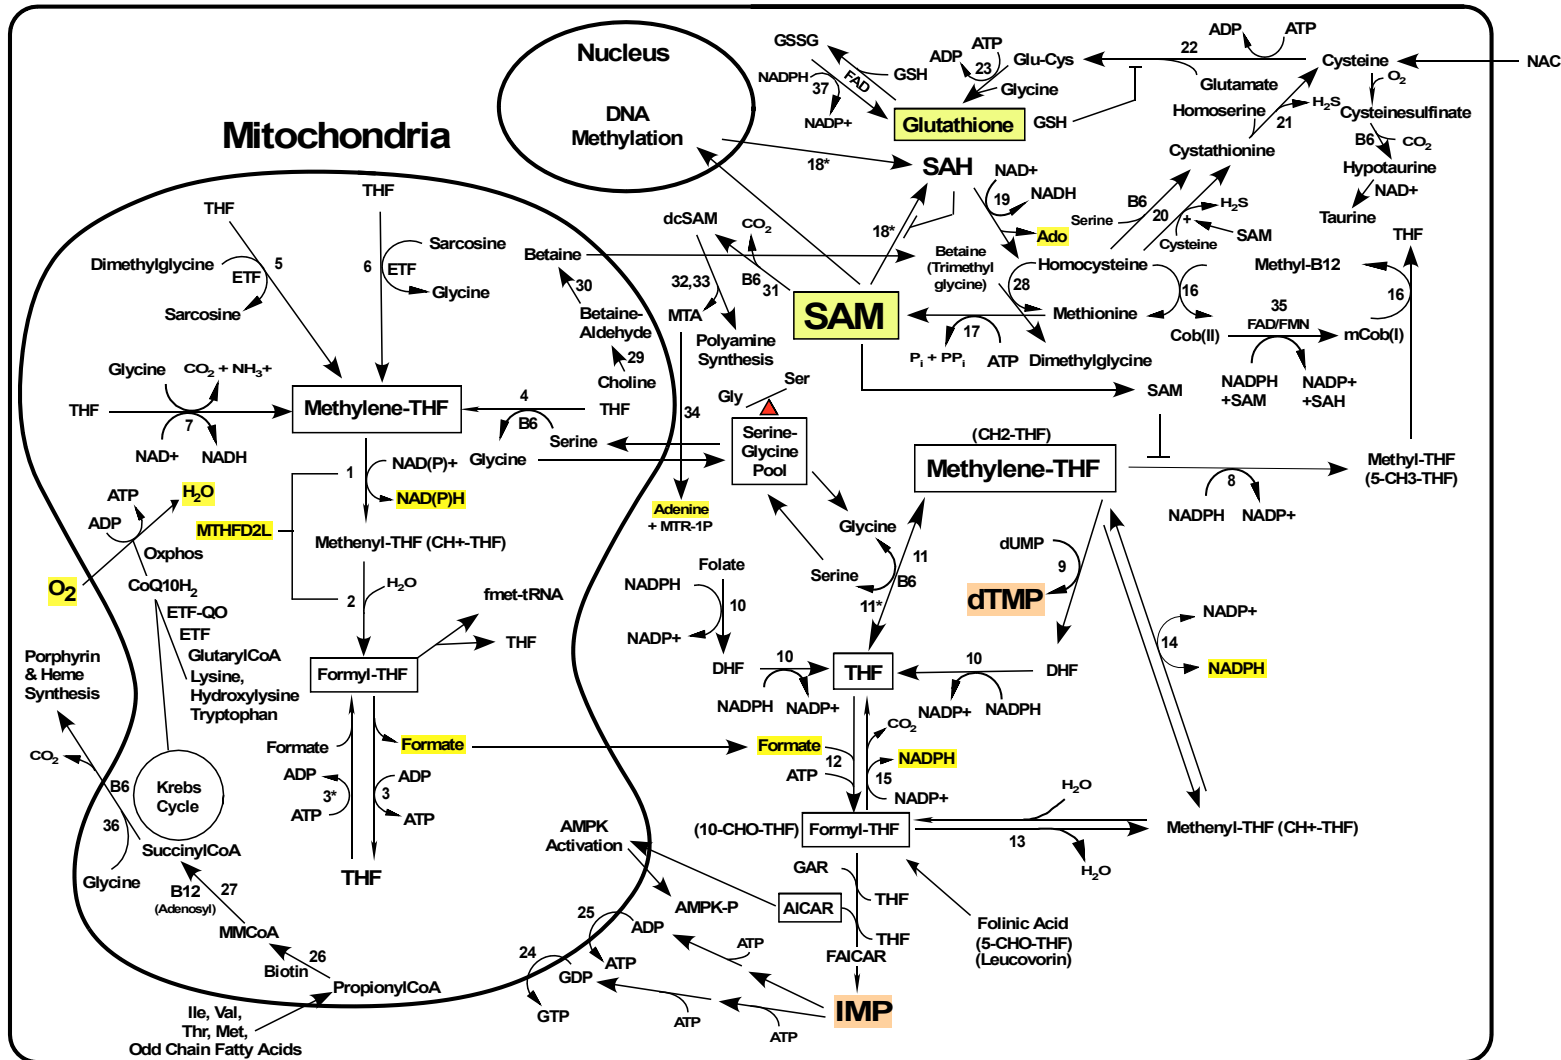 Nucleus
DNA
Methylation
Mitochondria
GSSG
NADPH
37
FAD
GSH
NADP+
ADP
ATP
23
Glu-Cys
Glycine
Glutathione
GSH
22
ADP
ATP
Glutamate
Cysteine
NAC
O2
Cysteinesulfinate
B6
CO2
Hypotaurine
NAD+
Taurine
Homoserine
H2S
21
Cystathionine
18*
SAH
NAD+
19
NADH
Ado
Serine
B6
20
H2S
+
SAM
Cysteine
18*
THF
THF
Dimethylglycine
ETF
5
Sarcosine
THF
Sarcosine
6
ETF
Glycine
Betaine
30
Betaine-
Aldehyde
29
Choline
dcSAM
CO2
B6
31
32,33
MTA
Polyamine
Synthesis
34
Adenine
+ MTR-1P
Betaine
(Trimethyl
glycine)
Homocysteine
28
Methionine
SAM
17
Pi + PPi
ATP
Dimethylglycine
16
Methyl-B12
16
Cob(II)
35
FAD/FMN
mCob(I)
NADPH
+SAM
NADP+
+SAH
SAM
Glycine
CO2 + NH3+
THF
7
NAD+
NADH
Methylene-THF
4
B6
THF
Serine
Glycine
Gly
Ser
Serine-
Glycine
Pool
(CH2-THF)
Methylene-THF
8
NADPH
NADP+
Methyl-THF
(5-CH3-THF)
1
NAD(P)+
NAD(P)H
MTHFD2L
Methenyl-THF (CH+-THF)
2
H2O
ATP
H2O
ADP
Oxphos
O2
CoQ10H2
ETF-QO
ETF
GlutarylCoA
Lysine,
Hydroxylysine
Tryptophan
fmet-tRNA
THF
Formyl-THF
Glycine
Serine
11
B6
11*
dUMP
9
dTMP
Folate
NADPH
10
NADP+
DHF
10
NADPH
NADP+
THF
10
DHF
NADP+
NADPH
NADP+
14
NADPH
Porphyrin
& Heme
Synthesis
CO2
B6
36
Glycine
Krebs
Cycle
SuccinylCoA
B12
(Adenosyl)
27
MMCoA
Biotin
26
PropionylCoA
Ile, Val,
Thr, Met,
Odd Chain Fatty Acids
Formate
Formate
ADP
3*
ATP
3
ADP
ATP
THF
Formate
ATP
12
CO2
NADPH
15
NADP+
(10-CHO-THF)
Formyl-THF
H2O
13
H2O
Methenyl-THF (CH+-THF)
AMPK
Activation
AMPK-P
GAR
THF
AICAR
THF
FAICAR
IMP
Folinic Acid
(5-CHO-THF)
(Leucovorin)
25
ADP
ATP
ATP
24
GDP
GTP
ATP
ATP